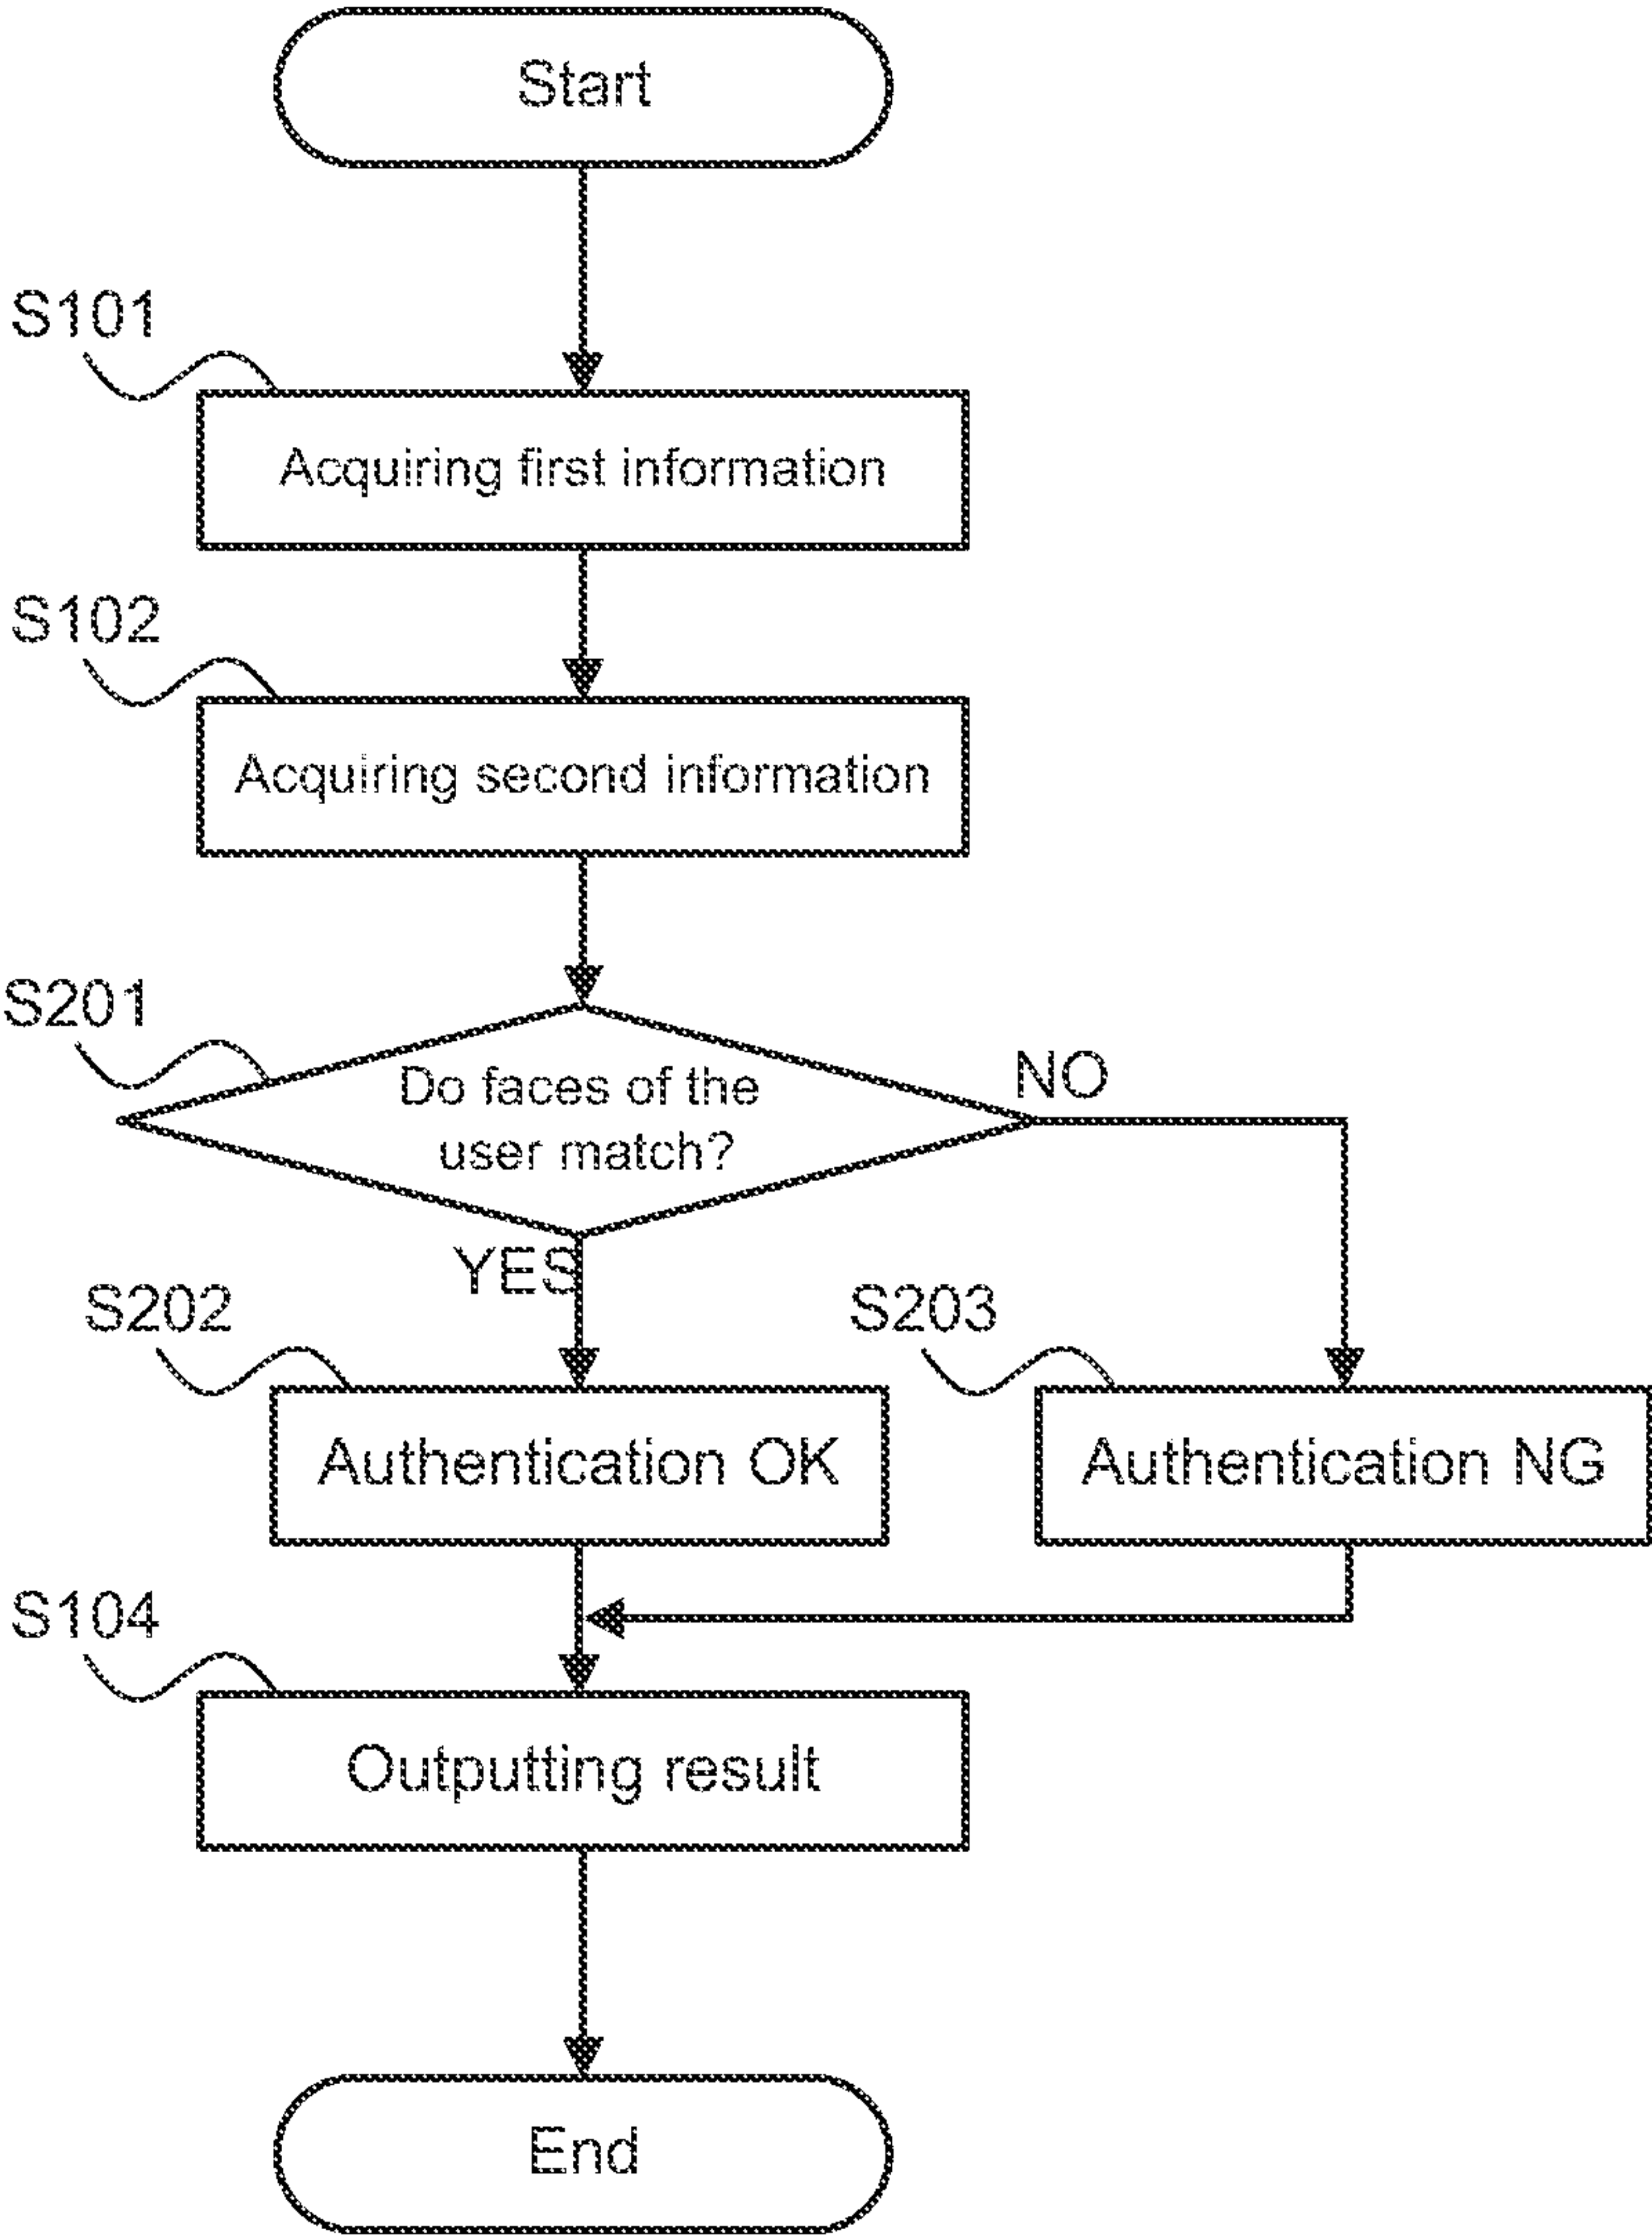 Start
S101
Acquiring first information
S102
Acquiring second information
S201
Do faces of the
user match?
NO
YES
S202
Authentication OK
S203
Authentication NG
S104
Outputting result
End